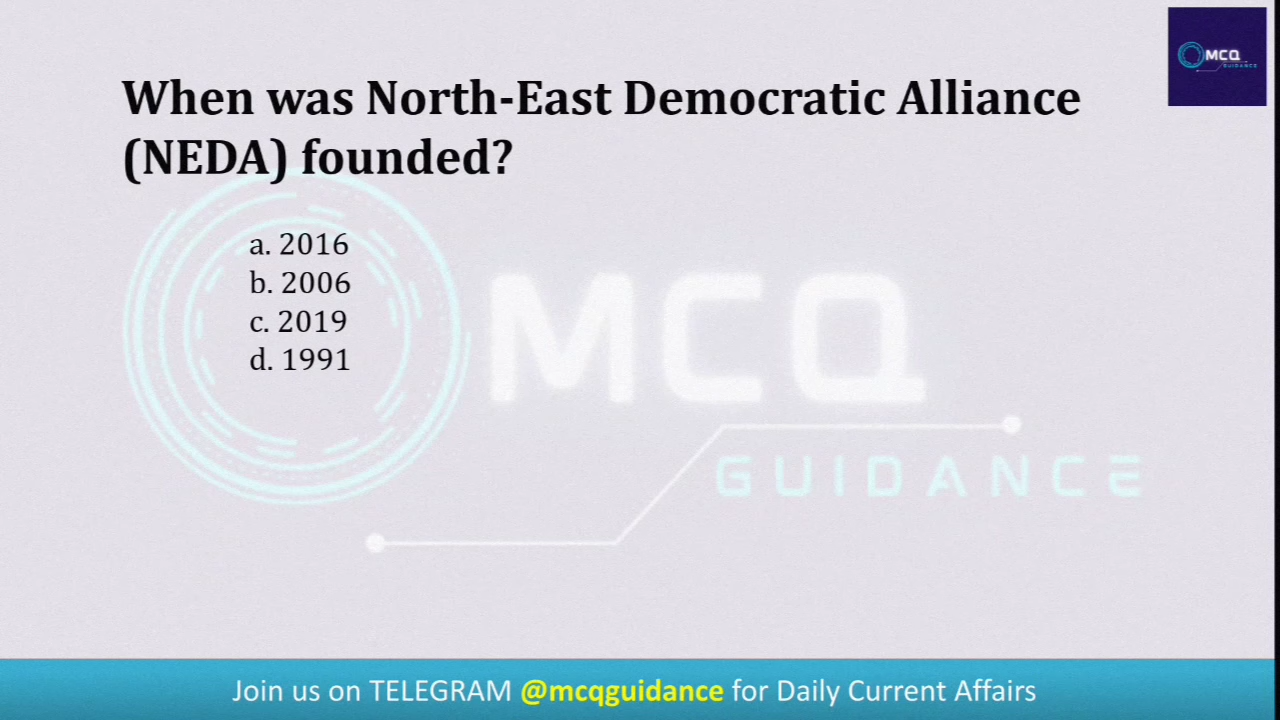 MCQ
GUIDANCE
When was North-East Democratic Alliance
(NEDA) founded?
a. 2016
b. 2006
c. 2019
d. 1991
MCQ
GUIDANCE
Join us on TELEGRAM @mcqguidance for Daily Current Affairs